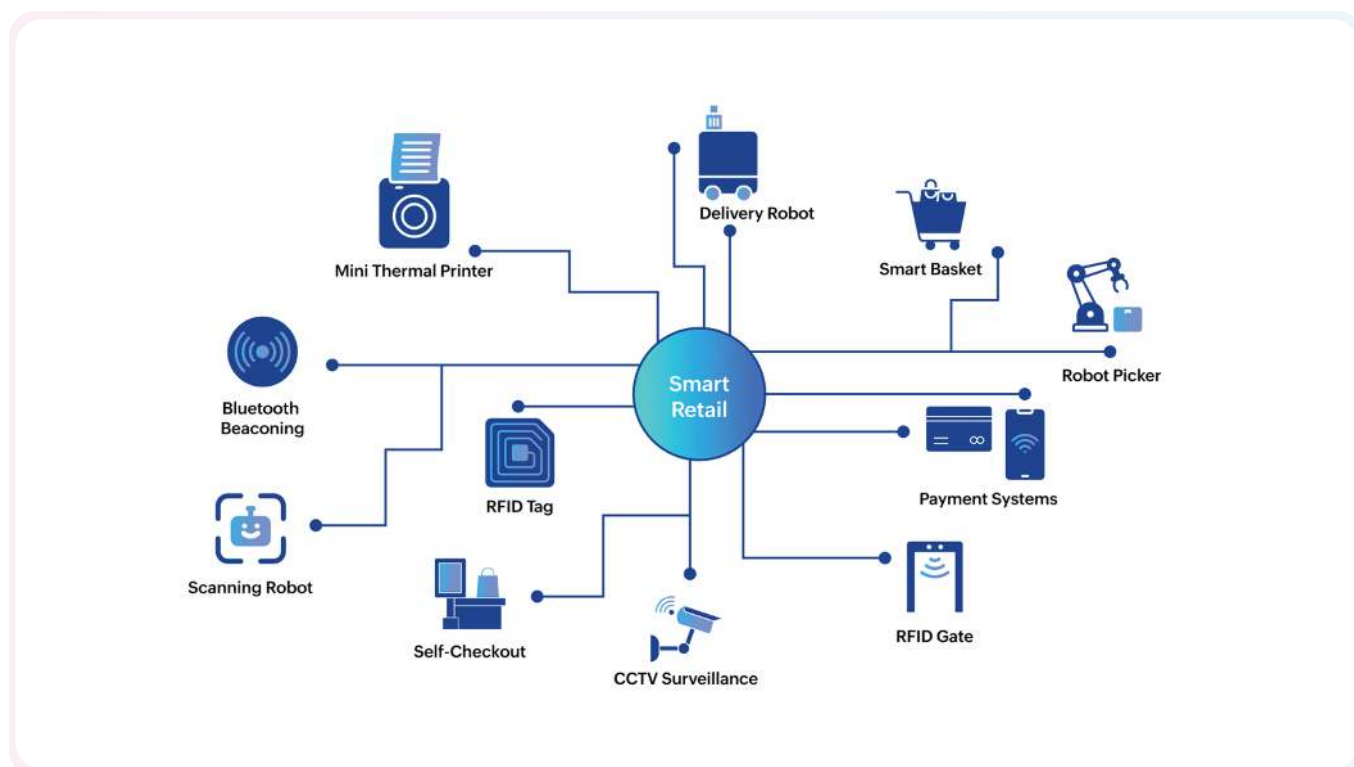 Delivery Robot
Mini Thermal Printer
Smart Basket
Robot Picker
Bluetooth
Beaconing
Smart
Retail
RFID Tag
Payment Systems
Scanning Robot
Self-Checkout
CCTV Surveillance
RFID Gate